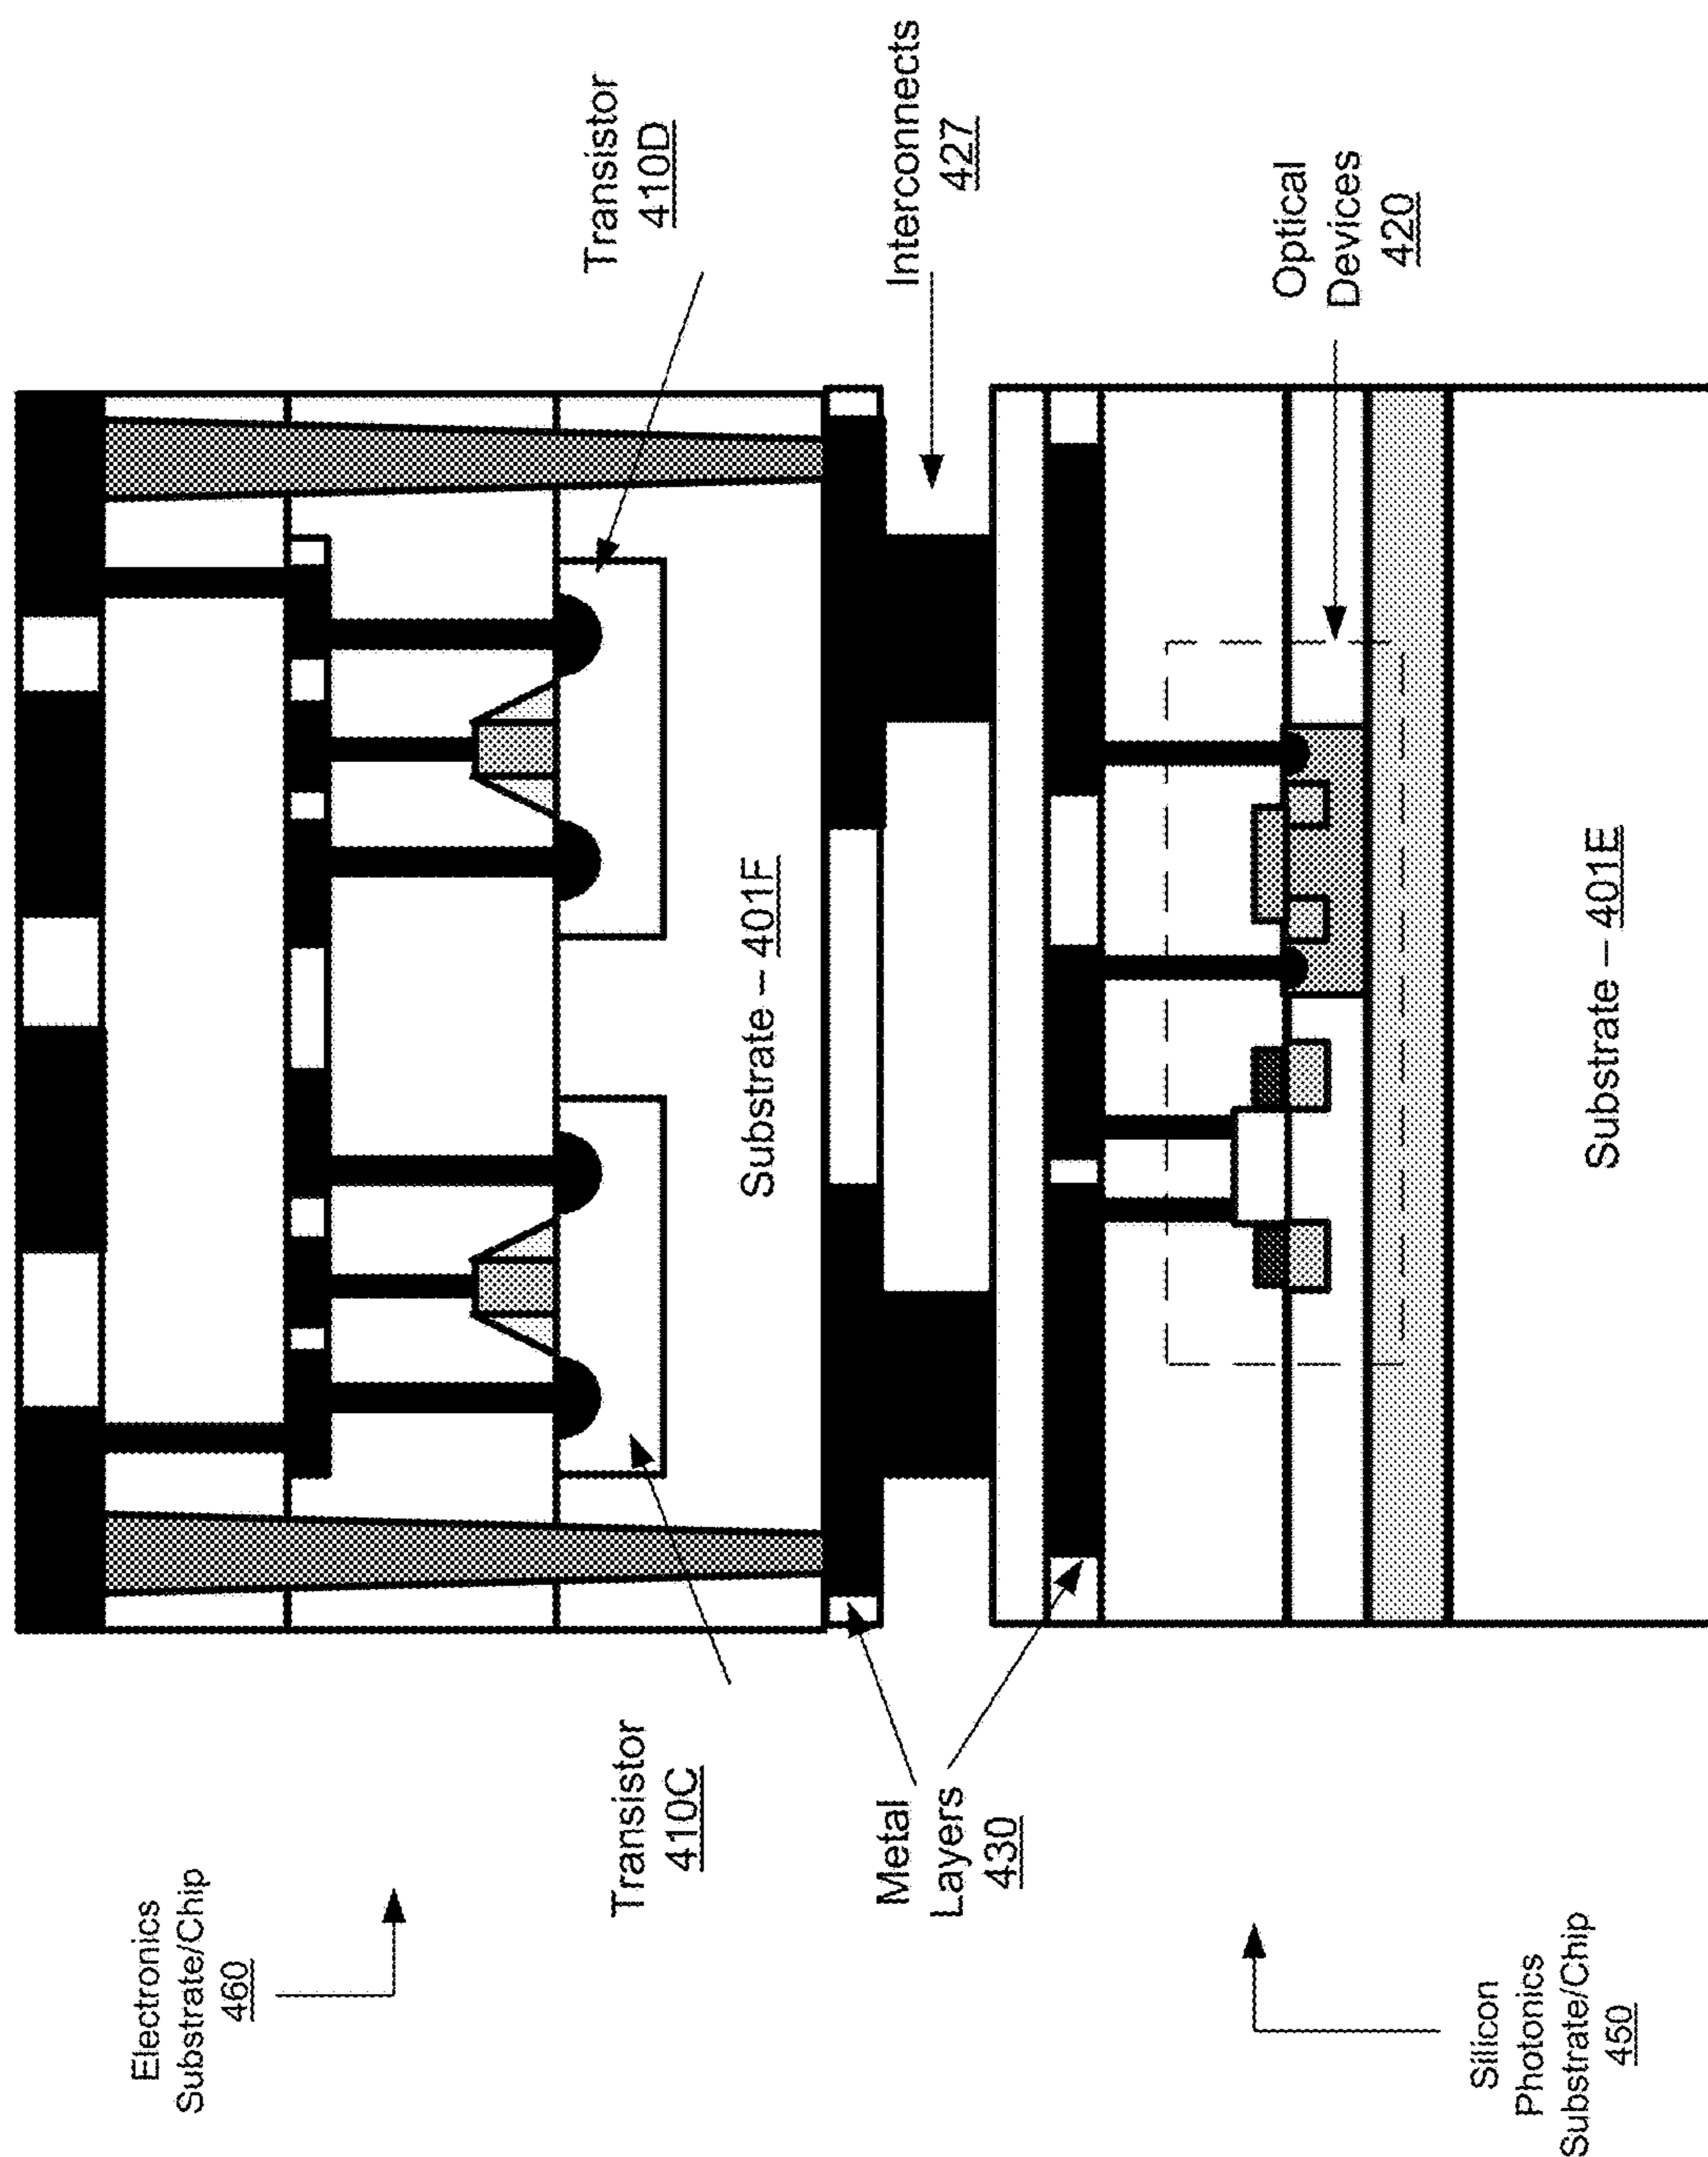 Electronics
Substrate/Chip
460
Transistor
410C
Transistor
410D
Substrate – 401F
Metal
Layers
430
Interconnects
427
Optical
Devices
420
Silicon
Photonics
Substrate/Chip
450
Substrate – 401E